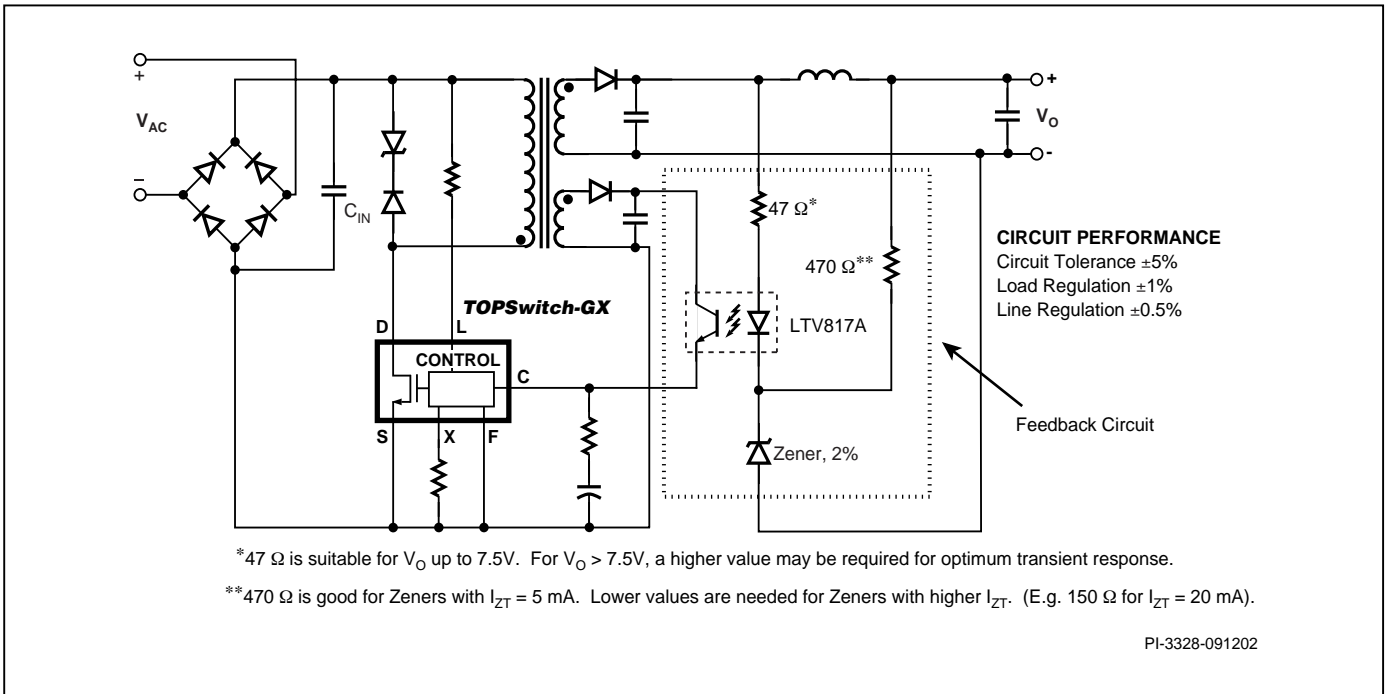 +
V_AC
–
C_IN
+
V_O
-
47 Ω*
470 Ω**
CIRCUIT PERFORMANCE
Circuit Tolerance ±5%
Load Regulation ±1%
Line Regulation ±0.5%
TOPSwitch-GX
D
L
LTV817A
CONTROL
C
S
X
F
Feedback Circuit
Zener, 2%
*47 Ω is suitable for V_O up to 7.5V. For V_O > 7.5V, a higher value may be required for optimum transient response.
**470 Ω is good for Zeners with I_ZT = 5 mA. Lower values are needed for Zeners with higher I_ZT. (E.g. 150 Ω for I_ZT = 20 mA).
PI-3328-091202